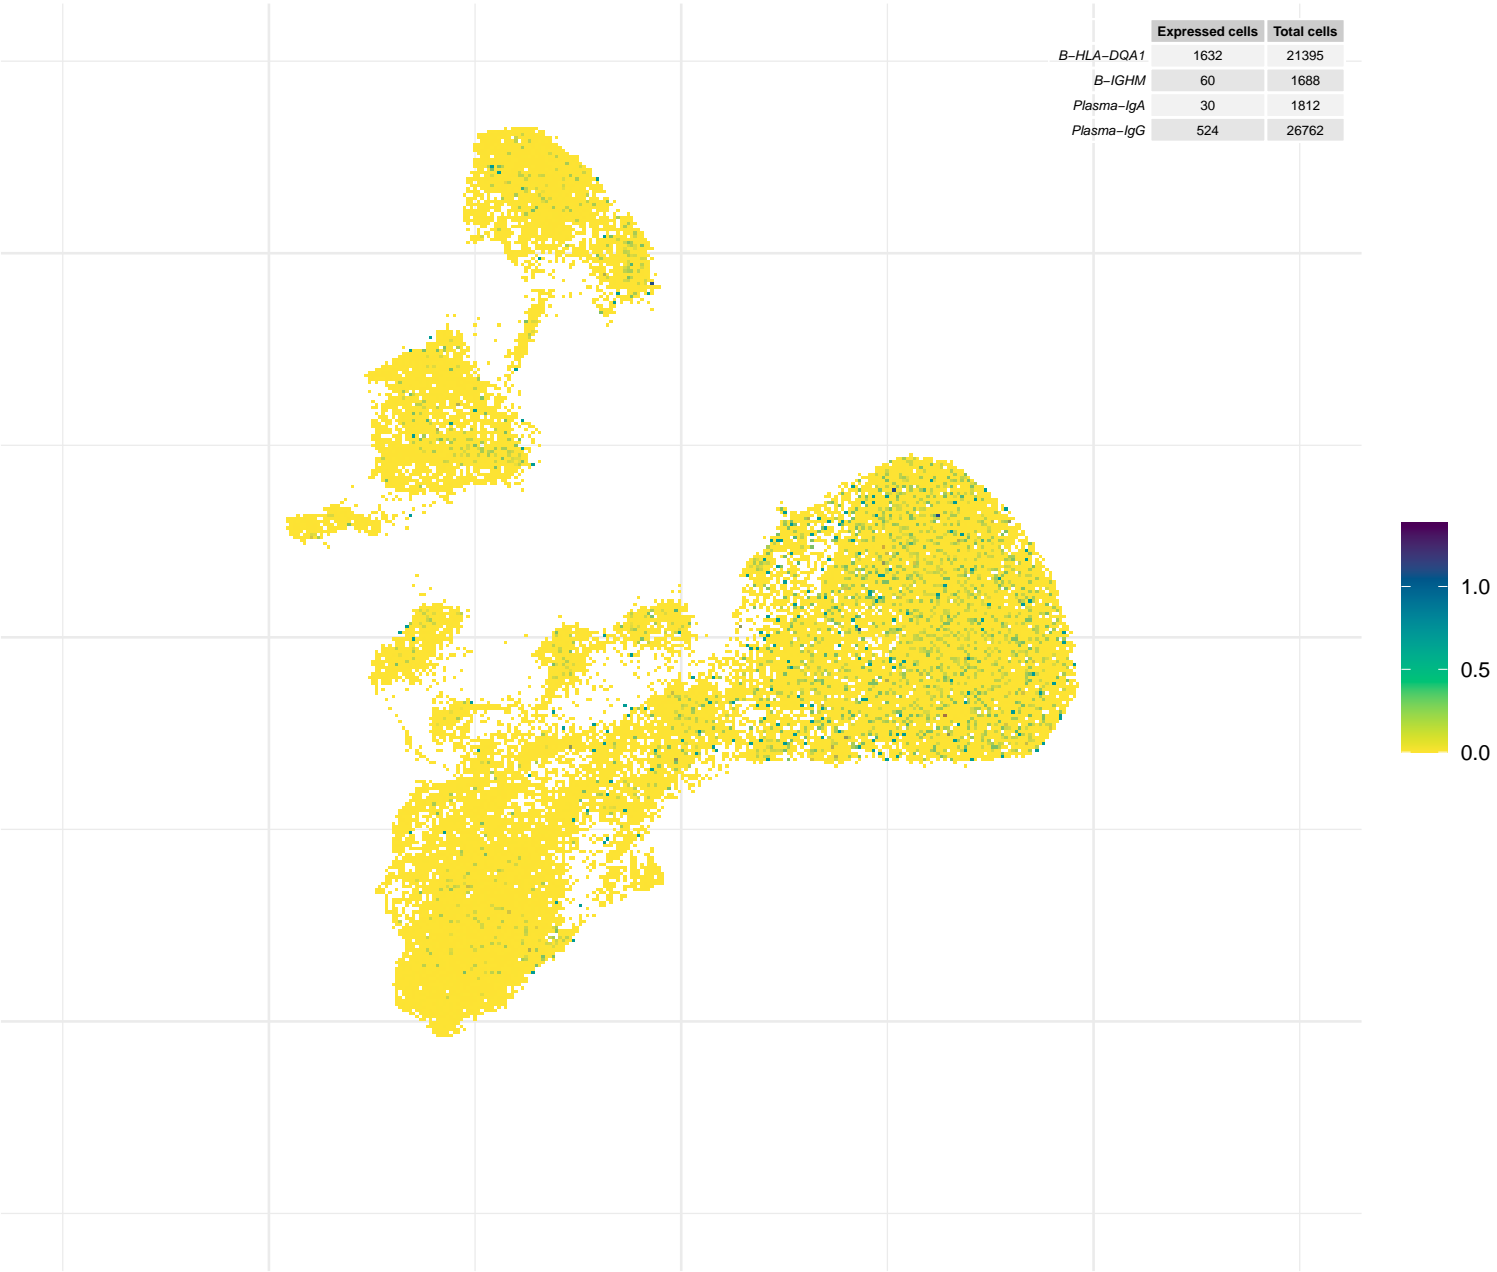 Expressed cells Total cells
B−HLA−DQA1 1632 21395
B−IGHM 60 1688
Plasma−IgA 30 1812
Plasma−IgG 524 26762
1.0
0.5
0.0